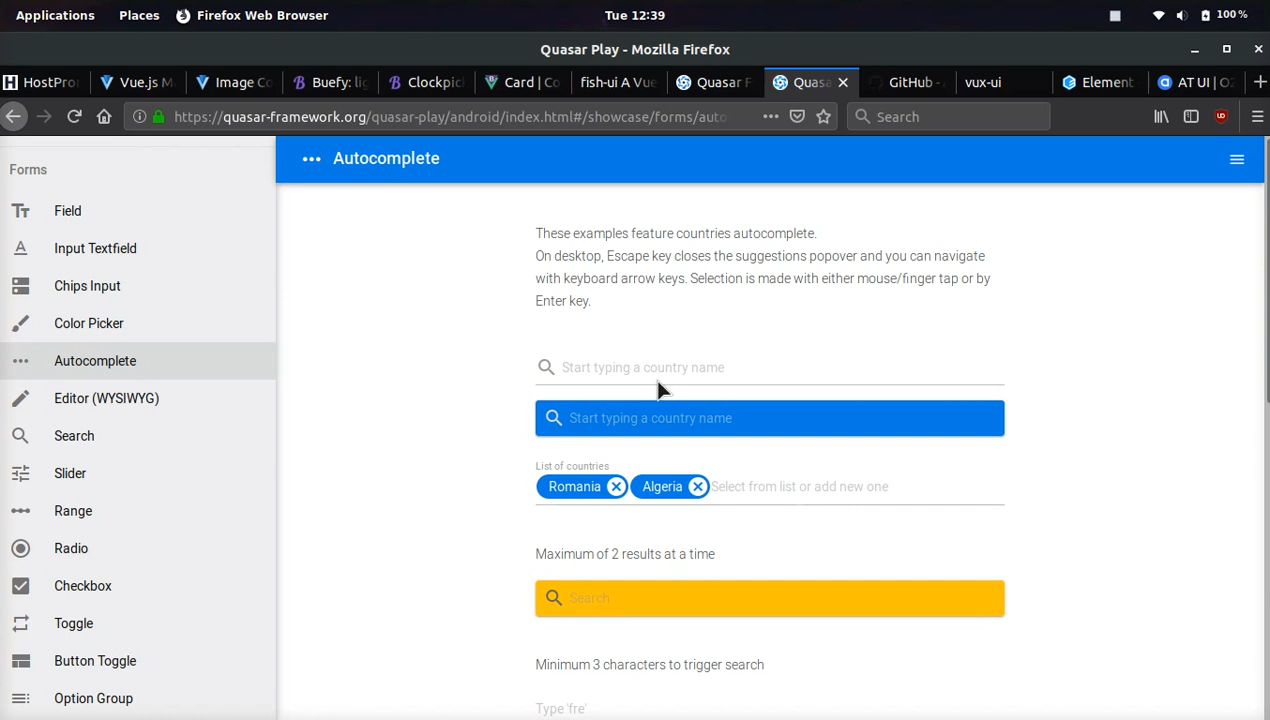 Applications Places Firefox Web Browser Tue 12:39 100 %
Quasar Play - Mozilla Firefox
HostPro Vue.js M Image Co Buefy: lig Clockpic Card | Co fish-ui A Vue Quasar F Quasa GitHub - vux-ui Element AT UI | O2
https://quasar-framework.org/quasar-play/android/index.html#/showcase/forms/auto Search
Autocomplete
Forms
Field
Input Textfield
Chips Input
Color Picker
Autocomplete
Editor (WYSIWYG)
Search
Slider
Range
Radio
Checkbox
Toggle
Button Toggle
Option Group
These examples feature countries autocomplete.
On desktop, Escape key closes the suggestions popover and you can navigate
with keyboard arrow keys. Selection is made with either mouse/finger tap or by
Enter key.
Start typing a country name
Start typing a country name
List of countries
Romania Algeria Select from list or add new one
Maximum of 2 results at a time
Search
Minimum 3 characters to trigger search
Type 'fre'